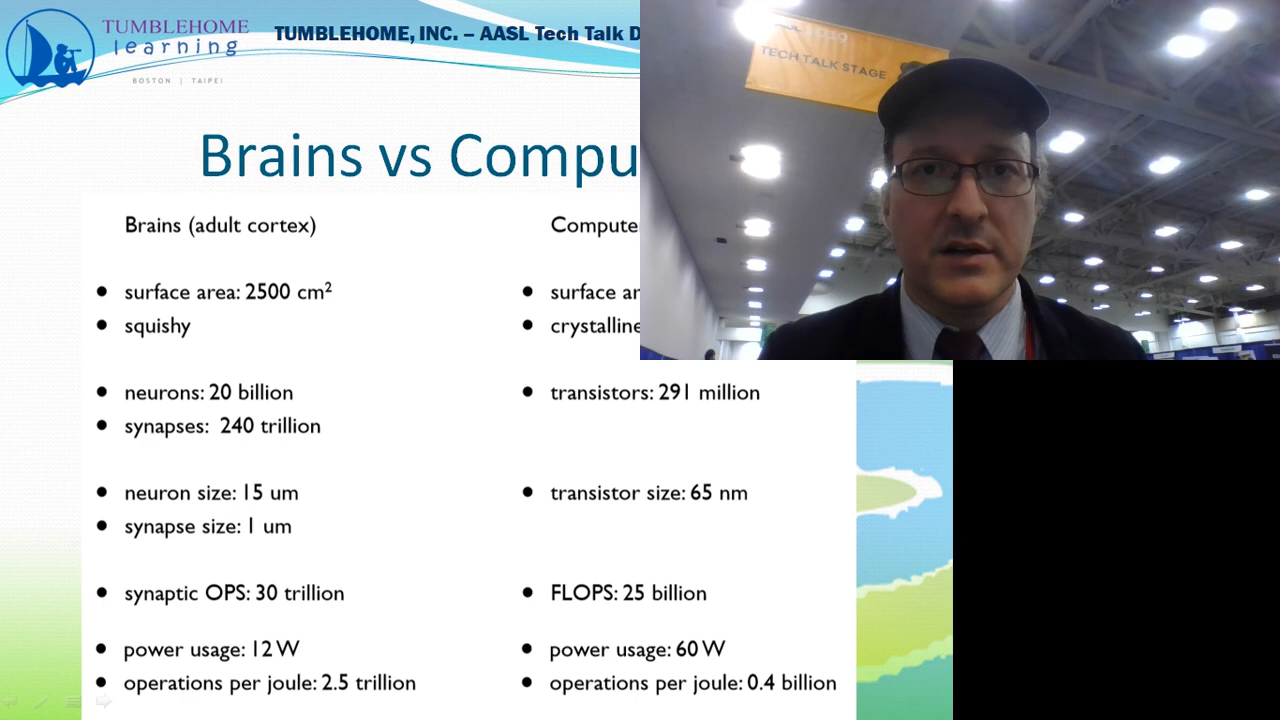 TUMBLEHOME
learning
BOSTON | TAIPEI
TUMBLEHOME, INC. – AASL Tech Talk D
TECH TALK STAGE
Brains vs Compu
Brains (adult cortex)
Compute
surface area: 2500 cm²
surface ar
squishy
crystalline
neurons: 20 billion
transistors: 291 million
synapses: 240 trillion
neuron size: 15 um
transistor size: 65 nm
synapse size: 1 um
synaptic OPS: 30 trillion
FLOPS: 25 billion
power usage: 12 W
power usage: 60 W
operations per joule: 2.5 trillion
operations per joule: 0.4 billion